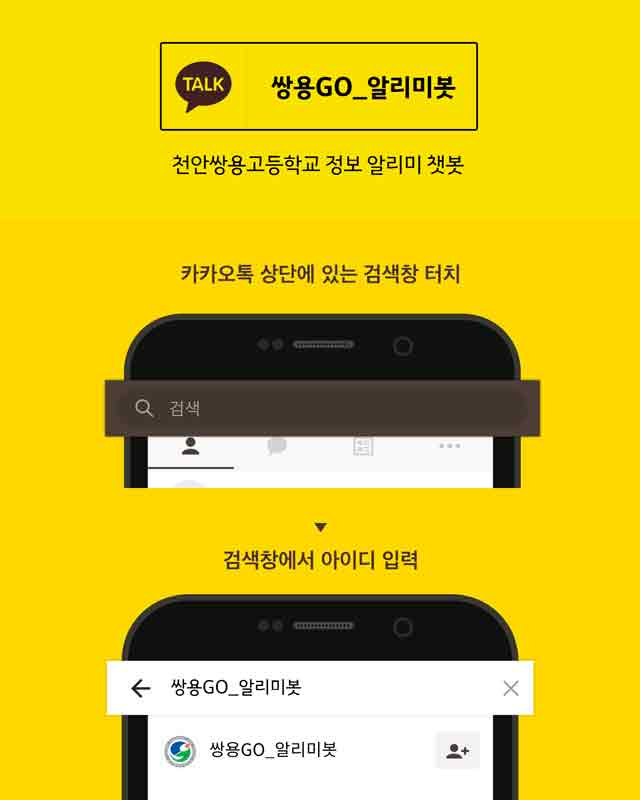 TALK
쌍용GO_알리미봇
천안쌍용고등학교 정보 알리미 챗봇
카카오톡 상단에 있는 검색창 터치
검색
검색창에서 아이디 입력
쌍용GO_알리미봇
쌍용GO_알리미봇